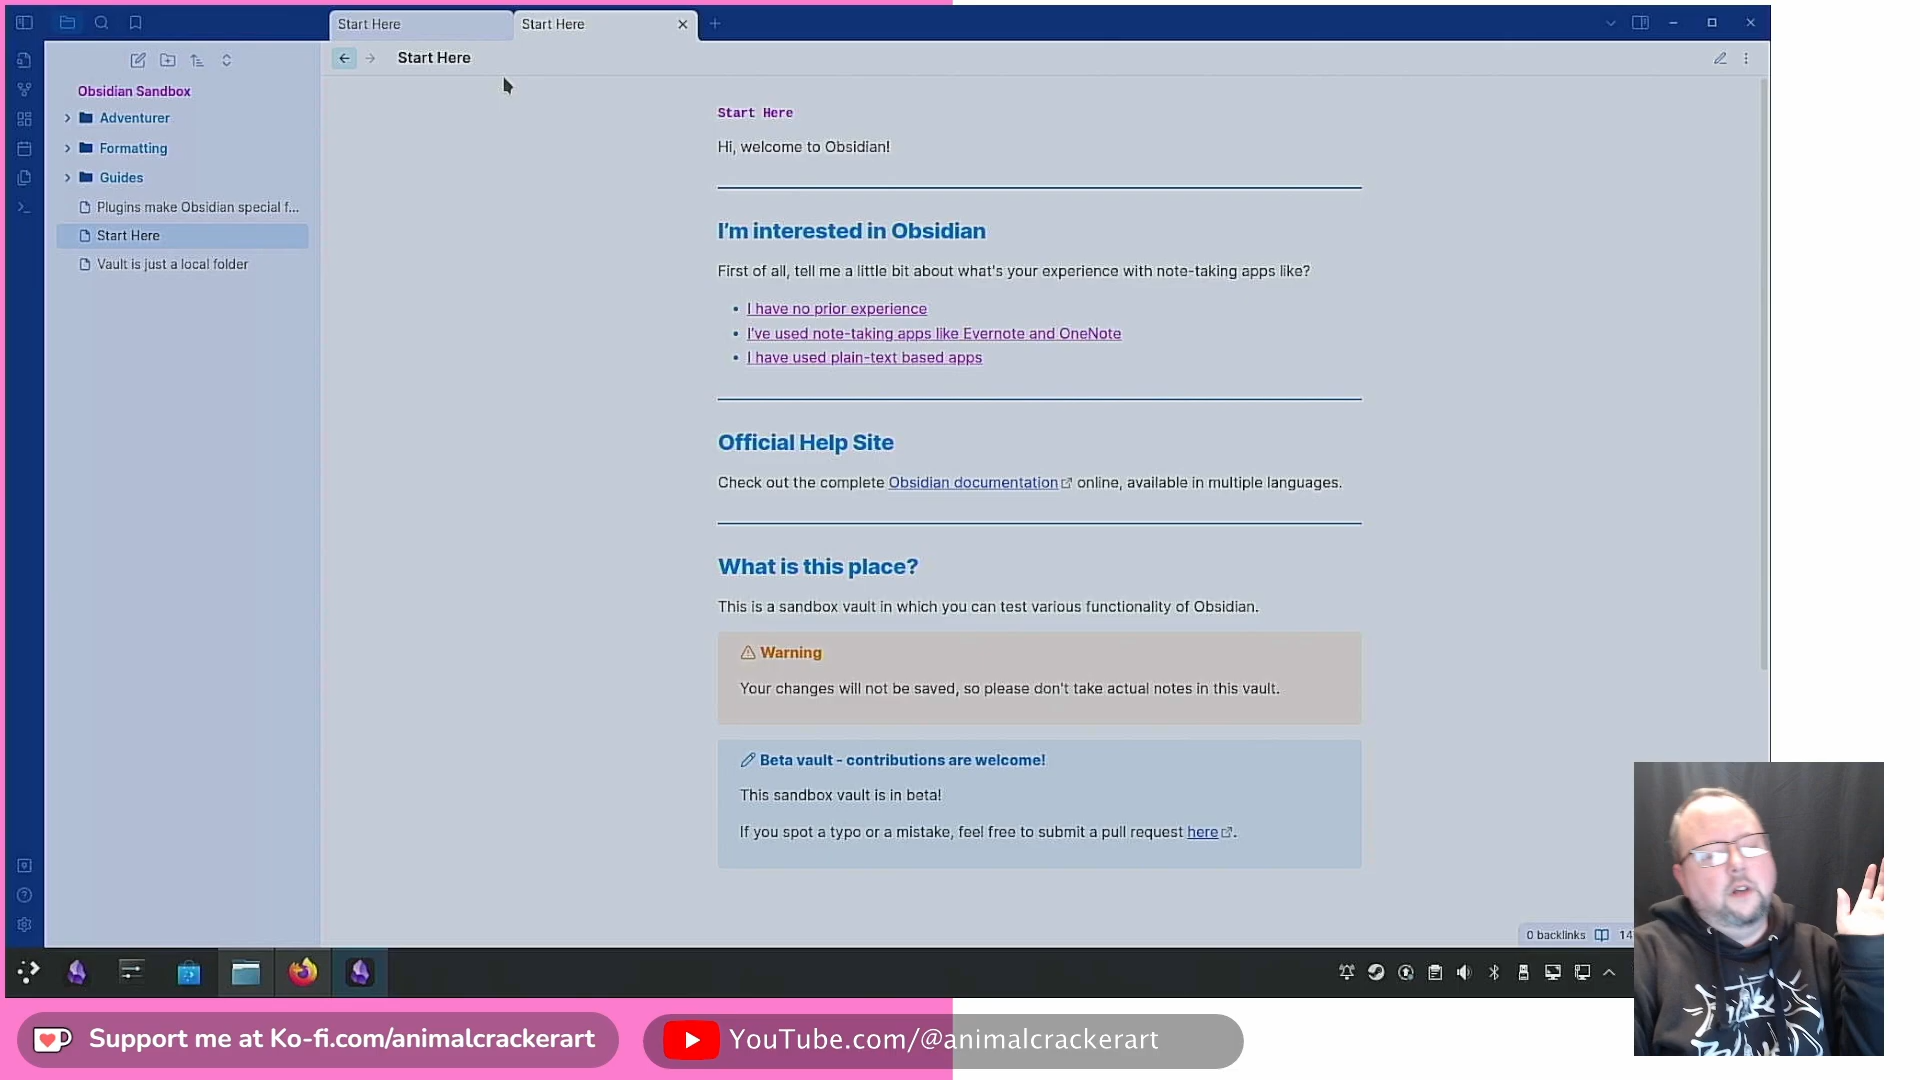 Start Here
Start Here
Start Here
Obsidian Sandbox
Adventurer
Formatting
Guides
Plugins make Obsidian special f...
Start Here
Vault is just a local folder
Start Here
Hi, welcome to Obsidian!
I'm interested in Obsidian
First of all, tell me a little bit about what's your experience with note-taking apps like?
• I have no prior experience
• I've used note-taking apps like Evernote and OneNote
• I have used plain-text based apps
Official Help Site
Check out the complete Obsidian documentation online, available in multiple languages.
What is this place?
This is a sandbox vault in which you can test various functionality of Obsidian.
Warning
Your changes will not be saved, so please don't take actual notes in this vault.
Beta vault - contributions are welcome!
This sandbox vault is in beta!
If you spot a typo or a mistake, feel free to submit a pull request here.
0 backlinks
Support me at Ko-fi.com/animalcrackerart
YouTube.com/@animalcrackerart